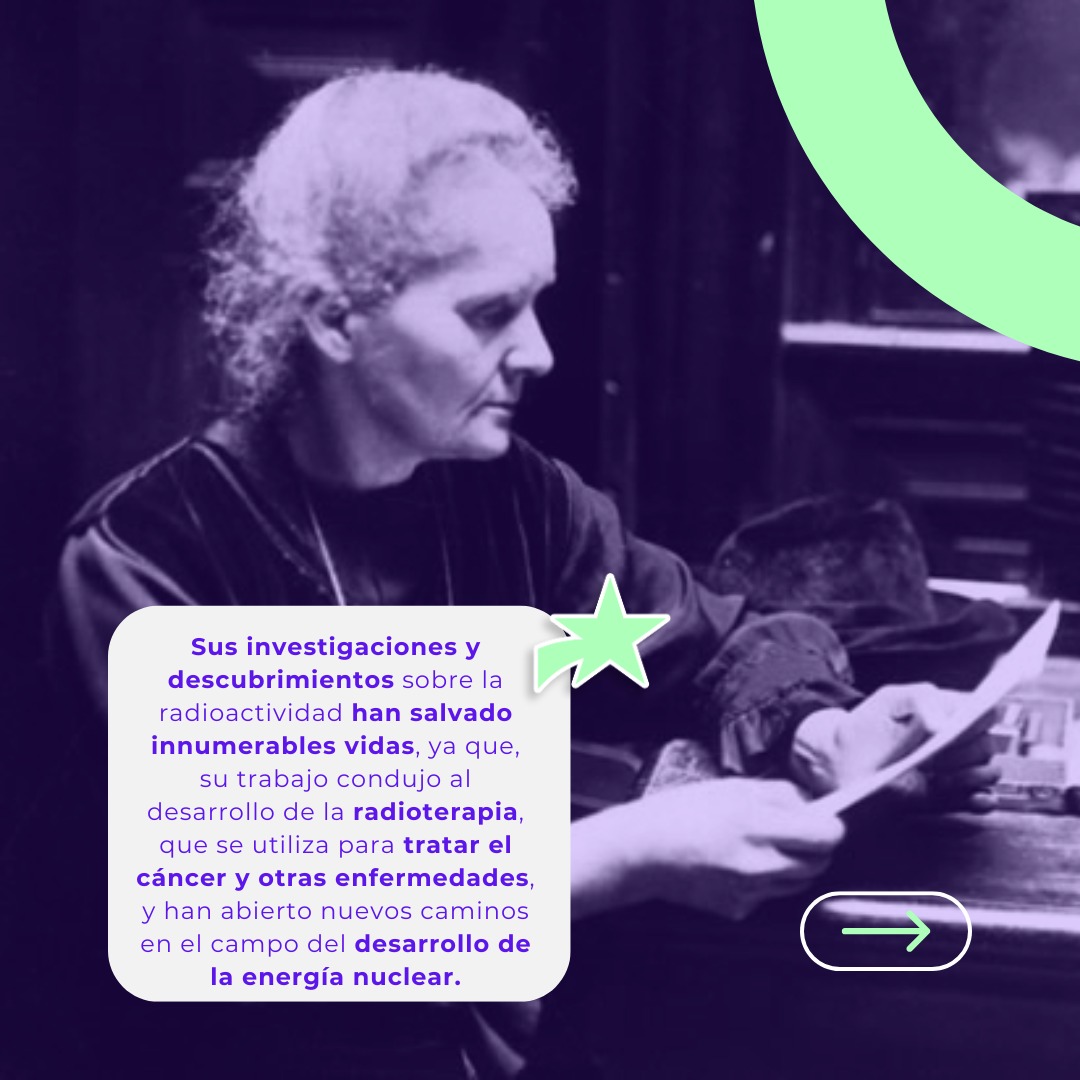 Sus investigaciones y
descubrimientos sobre la
radioactividad han salvado
innumerables vidas, ya que,
su trabajo condujo al
desarrollo de la radioterapia,
que se utiliza para tratar el
cáncer y otras enfermedades,
y han abierto nuevos caminos
en el campo del desarrollo de
la energía nuclear.